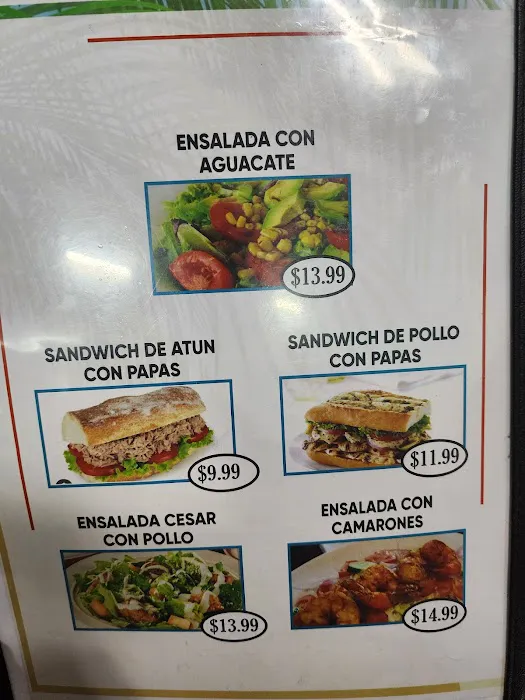 ENSALADA CON
AGUACATE
$13.99
SANDWICH DE ATUN
CON PAPAS
$9.99
SANDWICH DE POLLO
CON PAPAS
$11.99
ENSALADA CESAR
CON POLLO
$13.99
ENSALADA CON
CAMARONES
$14.99